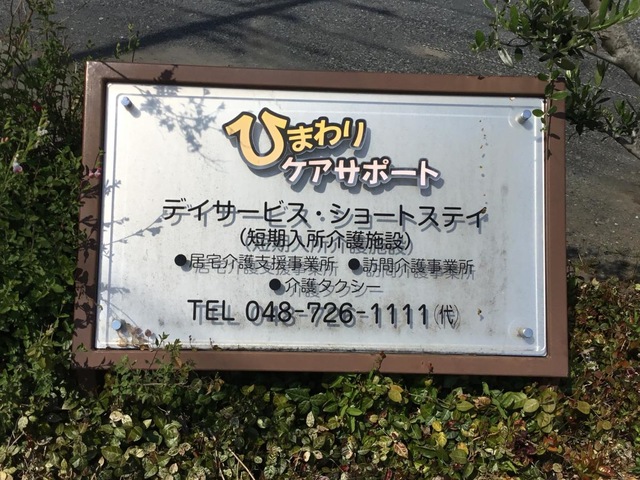 ひまわり
ケアサポート
デイサービス・ショートステイ
(短期入所介護施設)
●居宅介護支援事業所 ●訪問介護事業所
●介護タクシー
TEL 048-726-1111(代)